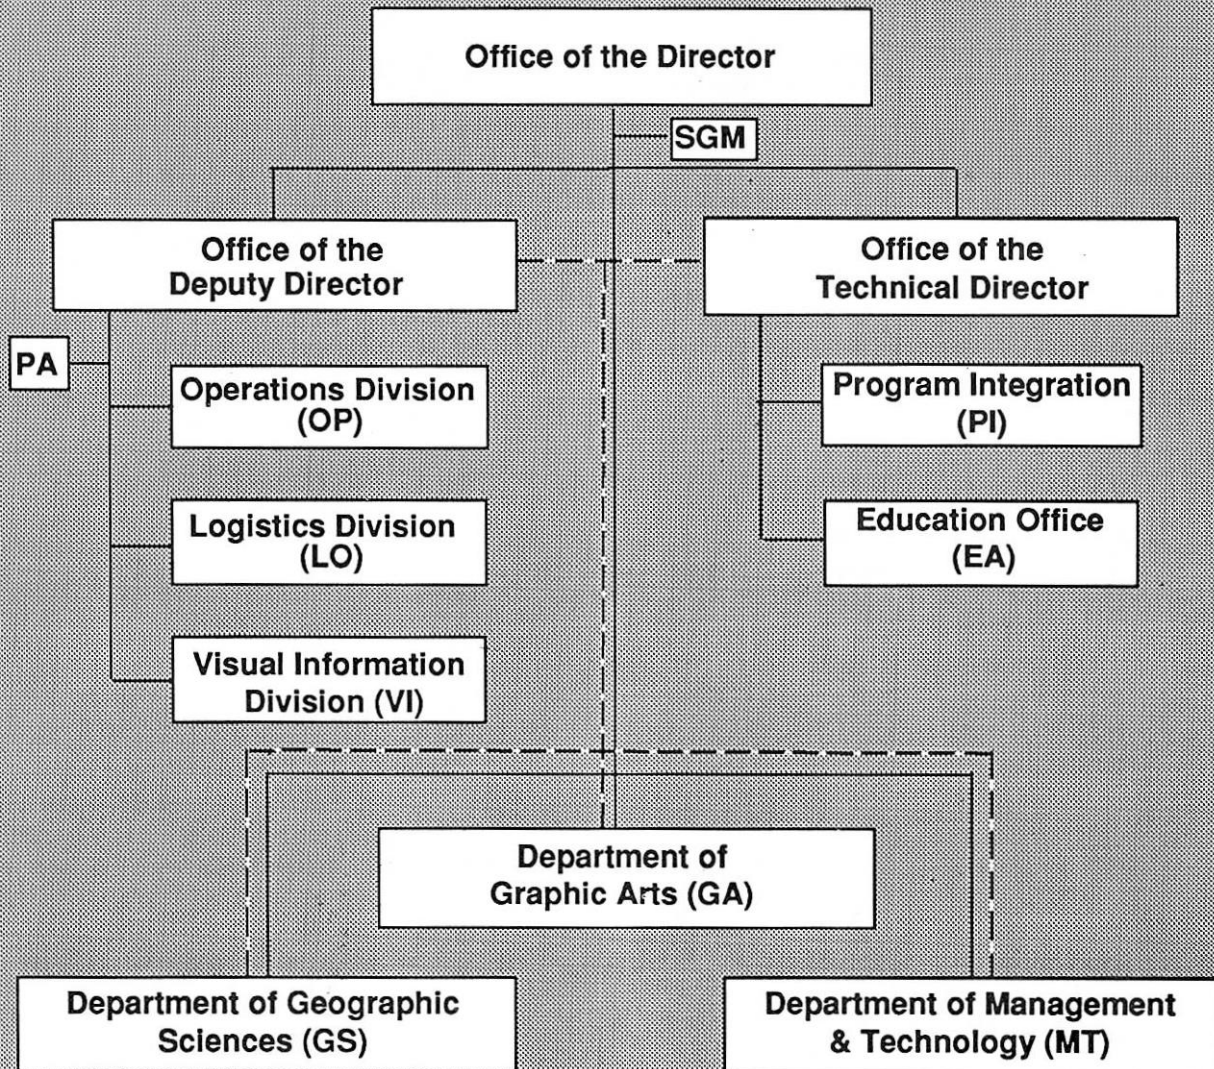 Office of the Director
SGM
Office of the
Deputy Director
Office of the
Technical Director
PA
Operations Division
(OP)
Logistics Division
(LO)
Visual Information
Division (VI)
Program Integration
(PI)
Education Office
(EA)
Department of
Graphic Arts (GA)
Department of Geographic
Sciences (GS)
Department of Management
& Technology (MT)